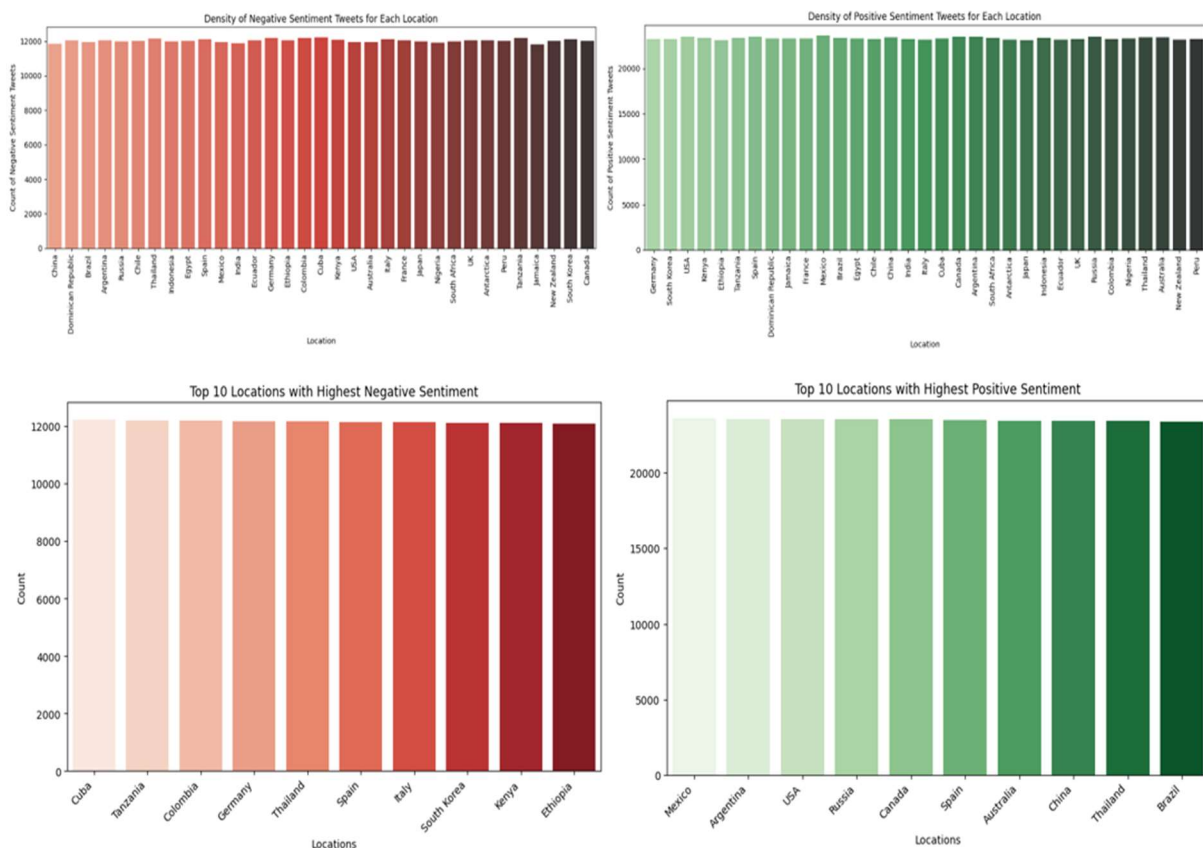 Density of Negative Sentiment Tweets for Each Location
Count of Negative Sentiment Tweets
12000
10000
8000
6000
4000
2000
0
China
Dominican Republic
Brazil
Argentina
Russia
Chile
Thailand
Indonesia
Egypt
Spain
Mexico
India
Ecuador
Germany
Ethiopia
Colombia
Cuba
Kenya
USA
Australia
Italy
France
Japan
Nigeria
South Africa
UK
Antarctica
Peru
Tanzania
Jamaica
New Zealand
South Korea
Canada
Location
Density of Positive Sentiment Tweets for Each Location
Count of Positive Sentiment Tweets
20000
15000
10000
5000
0
Germany
South Korea
USA
Kenya
Ethiopia
Tanzania
Spain
Dominican Republic
Jamaica
France
Mexico
Brazil
Egypt
Chile
China
India
Italy
Cuba
Canada
Argentina
South Africa
Antarctica
Japan
Indonesia
Ecuador
UK
Russia
Colombia
Nigeria
Thailand
Australia
New Zealand
Peru
Location
Top 10 Locations with Highest Negative Sentiment
Count
12000
10000
8000
6000
4000
2000
0
Cuba
Tanzania
Colombia
Germany
Thailand
Spain
Italy
South Korea
Kenya
Ethiopia
Locations
Top 10 Locations with Highest Positive Sentiment
Count
20000
15000
10000
5000
0
Mexico
Argentina
USA
Russia
Canada
Spain
Australia
China
Thailand
Brazil
Locations